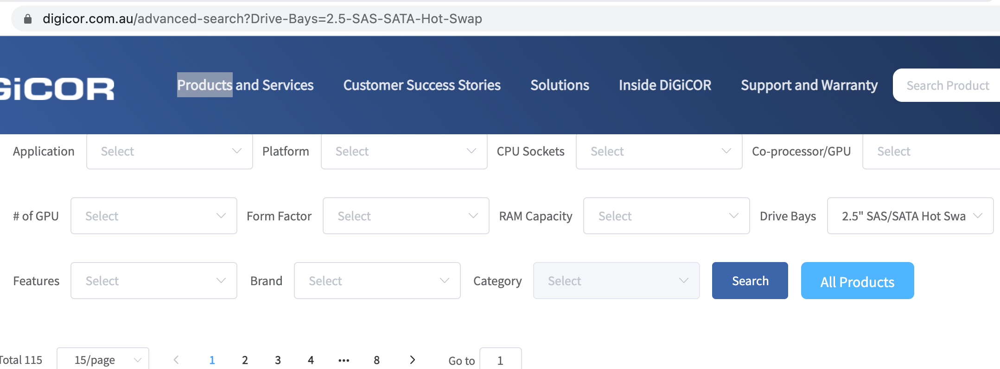 digicor.com.au/advanced-search?Drive-Bays=2.5-SAS-SATA-Hot-Swap
GiCOR Products and Services Customer Success Stories Solutions Inside DiGiCOR Support and Warranty Search Product
Application Select Platform Select CPU Sockets Select Co-processor/GPU Select
# of GPU Select Form Factor Select RAM Capacity Select Drive Bays 2.5" SAS/SATA Hot Swa
Features Select Brand Select Category Select Search All Products
Total 115 15/page < 1 2 3 4 ••• 8 > Go to 1